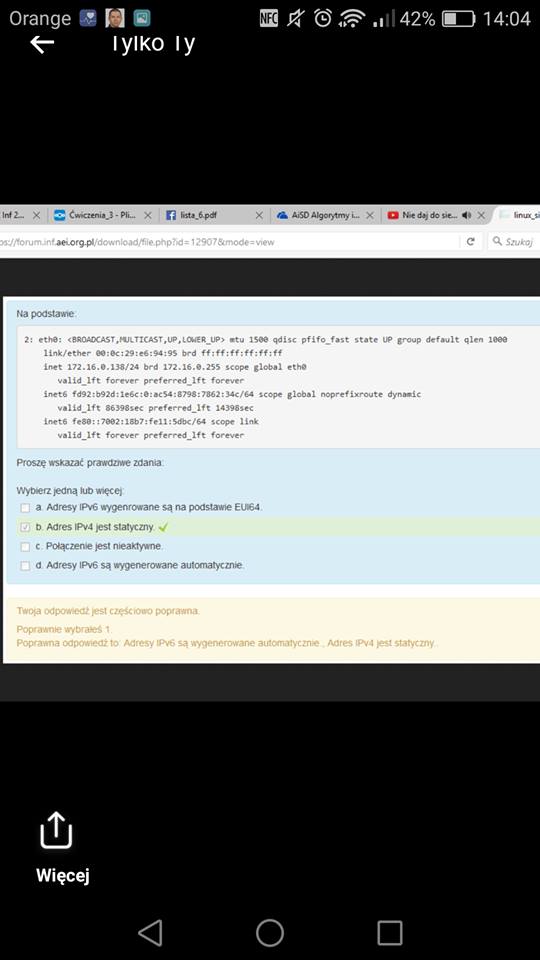 Orange NFC 42% 14:04
Tylko Ty
Inf 2... Ćwiczenia_3 - Pli... lista_6.pdf AiSD Algorytmy i... Nie daj do sie... linux_si
ps://forum.inf.aei.org.pl/download/file.php?id=12907&mode=view Szukaj
Na podstawie:
2: eth0: <BROADCAST,MULTICAST,UP,LOWER_UP> mtu 1500 qdisc pfifo_fast state UP group default qlen 1000
link/ether 00:0c:29:e6:94:95 brd ff:ff:ff:ff:ff:ff
inet 172.16.0.138/24 brd 172.16.0.255 scope global eth0
valid_lft forever preferred_lft forever
inet6 fd92:b92d:1e6c:0:ac54:8798:7862:34c/64 scope global noprefixroute dynamic
valid_lft 86398sec preferred_lft 14398sec
inet6 fe80::7002:18b7:fe11:5dbc/64 scope link
valid_lft forever preferred_lft forever
Proszę wskazać prawdziwe zdania:
Wybierz jedną lub więcej:
a. Adresy IPv6 wygenrowane są na podstawie EUI64.
b. Adres IPv4 jest statyczny.
c. Połączenie jest nieaktywne.
d. Adresy IPv6 są wygenerowane automatycznie.
Twoja odpowiedź jest częściowo poprawna.
Poprawnie wybrałeś 1.
Poprawna odpowiedź to: Adresy IPv6 są wygenerowane automatycznie., Adres IPv4 jest statyczny..
Więcej